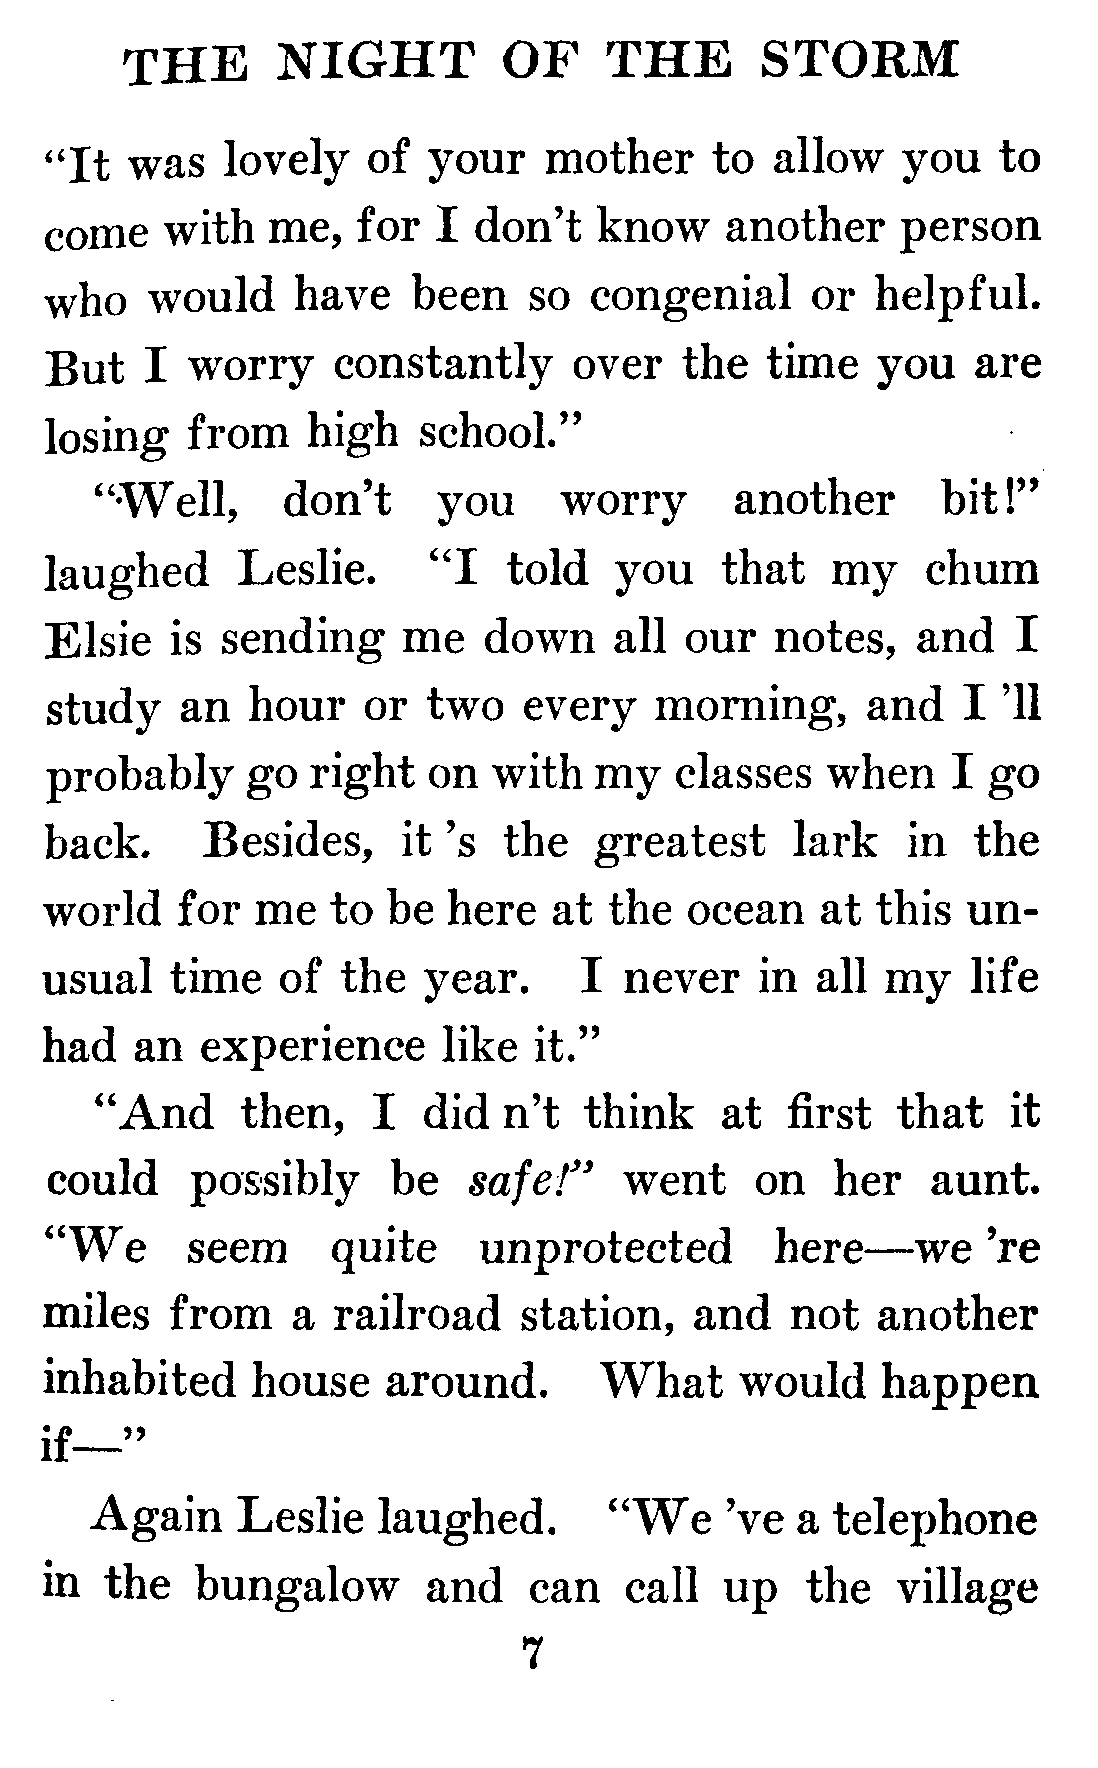 THE NIGHT OF THE STORM
“It was lovely of your mother to allow you to
come with me, for I don’t know another person
who would have been so congenial or helpful.
But I worry constantly over the time you are
losing from high school.”
“Well, don’t you worry another bit!”
laughed Leslie. “I told you that my chum
Elsie is sending me down all our notes, and I
study an hour or two every morning, and I ’ll
probably go right on with my classes when I go
back. Besides, it ’s the greatest lark in the
world for me to be here at the ocean at this un-
usual time of the year. I never in all my life
had an experience like it.”
“And then, I did n’t think at first that it
could possibly be safe!” went on her aunt.
“We seem quite unprotected here—we ’re
miles from a railroad station, and not another
inhabited house around. What would happen
if—”
Again Leslie laughed. “We ’ve a telephone
in the bungalow and can call up the village
7